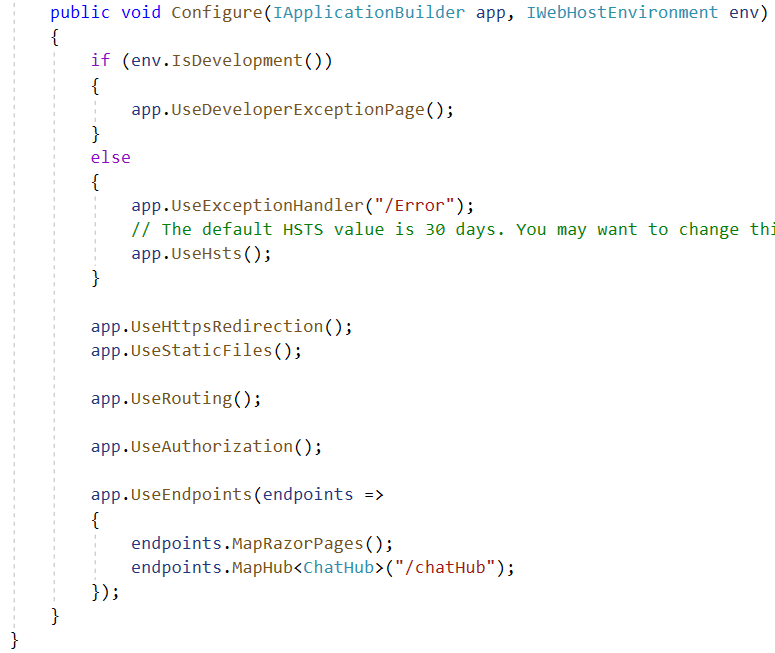 public void Configure(IApplicationBuilder app, IWebHostEnvironment env)
{
if (env.IsDevelopment())
{
app.UseDeveloperExceptionPage();
}
else
{
app.UseExceptionHandler("/Error");
// The default HSTS value is 30 days. You may want to change
app.UseHsts();
}
app.UseHttpsRedirection();
app.UseStaticFiles();
app.UseRouting();
app.UseAuthorization();
app.UseEndpoints(endpoints =>
{
endpoints.MapRazorPages();
endpoints.MapHub<ChatHub>("/chatHub");
});
}
}